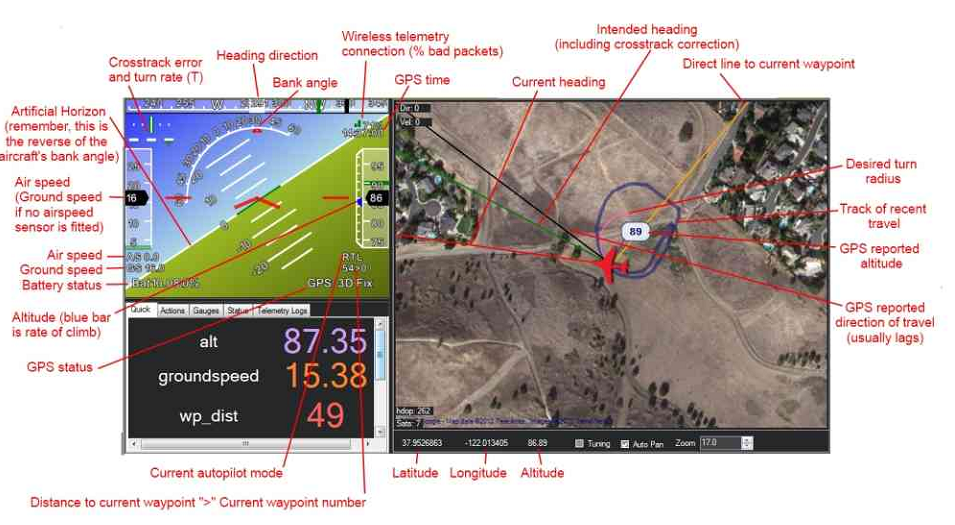 Wireless telemetry
connection (% bad packets)
Intended heading
(including crosstrack correction)
Crosstrack error
and turn rate (T)
Heading direction
Bank angle
GPS time
Current heading
Direct line to current waypoint
Artificial Horizon
(remember, this is
the reverse of the
aircraft's bank angle)
Air speed
(Ground speed
if no airspeed
sensor is fitted)
Air speed
Ground speed
Battery status
Altitude (blue bar
is rate of climb)
GPS status
Desired turn
radius
Track of recent
travel
GPS reported
altitude
GPS reported
direction of travel
(usually lags)
240 255 W
Dir: 0
Vel: 0
16
86
89
AS 0.0
GS 16.0
RTL
54>0
GPS: 3D Fix
Quick Actions Gauges Status Telemetry Logs
alt 87.35
groundspeed 15.38
wp_dist 49
hdop: 262
Sats: 7
37.9526863 -122.013405 86.89 Tuning Auto Pan Zoom 17.0
Current autopilot mode
Latitude Longitude Altitude
Distance to current waypoint ">" Current waypoint number